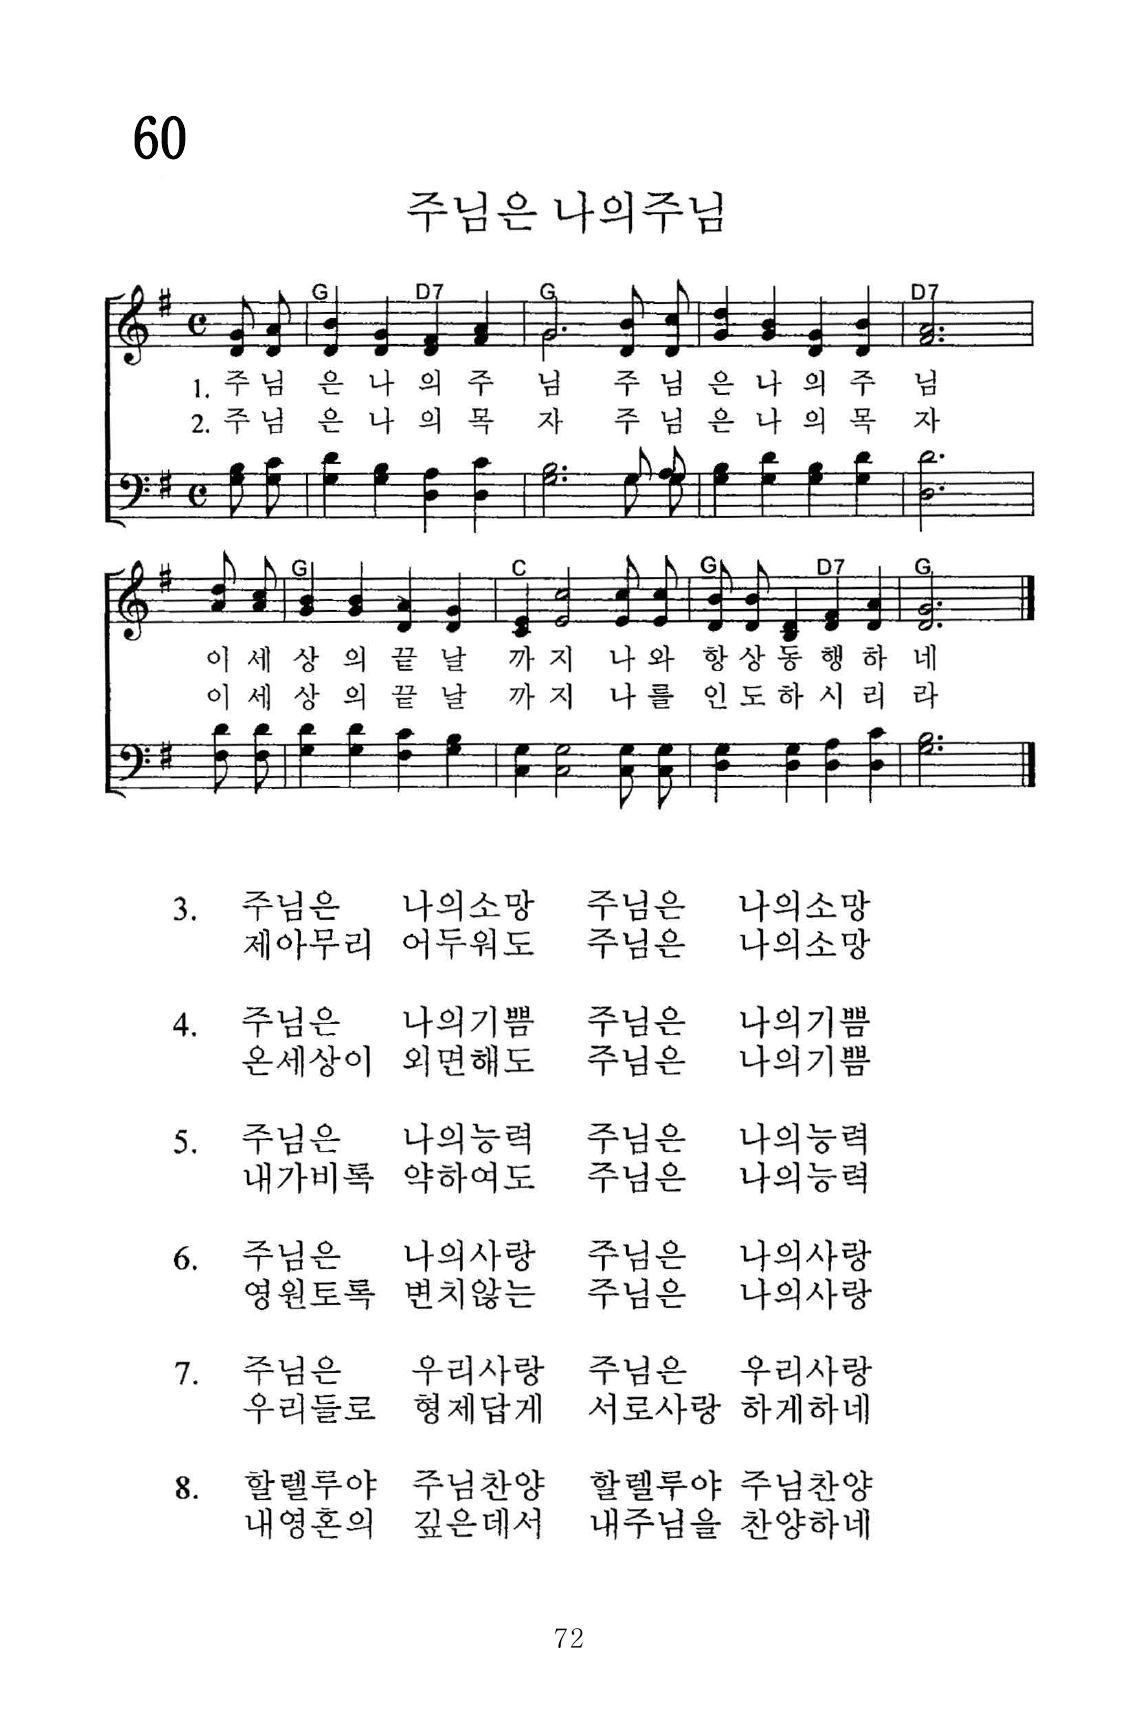 60
주님은 나의주님
G D7 G D7
1. 주 님 은 나 의 주 님 주 님 은 나 의 주 님
2. 주 님 은 나 의 목 자 주 님 은 나 의 목 자
G C G D7 G
이 세 상 의 끝 날 까 지 나 와 항 상 동 행 하 네
이 세 상 의 끝 날 까 지 나 를 인 도 하 시 리 라
3. 주님은 나의소망 주님은 나의소망
제아무리 어두워도 주님은 나의소망
4. 주님은 나의기쁨 주님은 나의기쁨
온세상이 외면해도 주님은 나의기쁨
5. 주님은 나의능력 주님은 나의능력
내가비록 약하여도 주님은 나의능력
6. 주님은 나의사랑 주님은 나의사랑
영원토록 변치않는 주님은 나의사랑
7. 주님은 우리사랑 주님은 우리사랑
우리들로 형제답게 서로사랑 하게하네
8. 할렐루야 주님찬양 할렐루야 주님찬양
내영혼의 깊은데서 내주님을 찬양하네
72